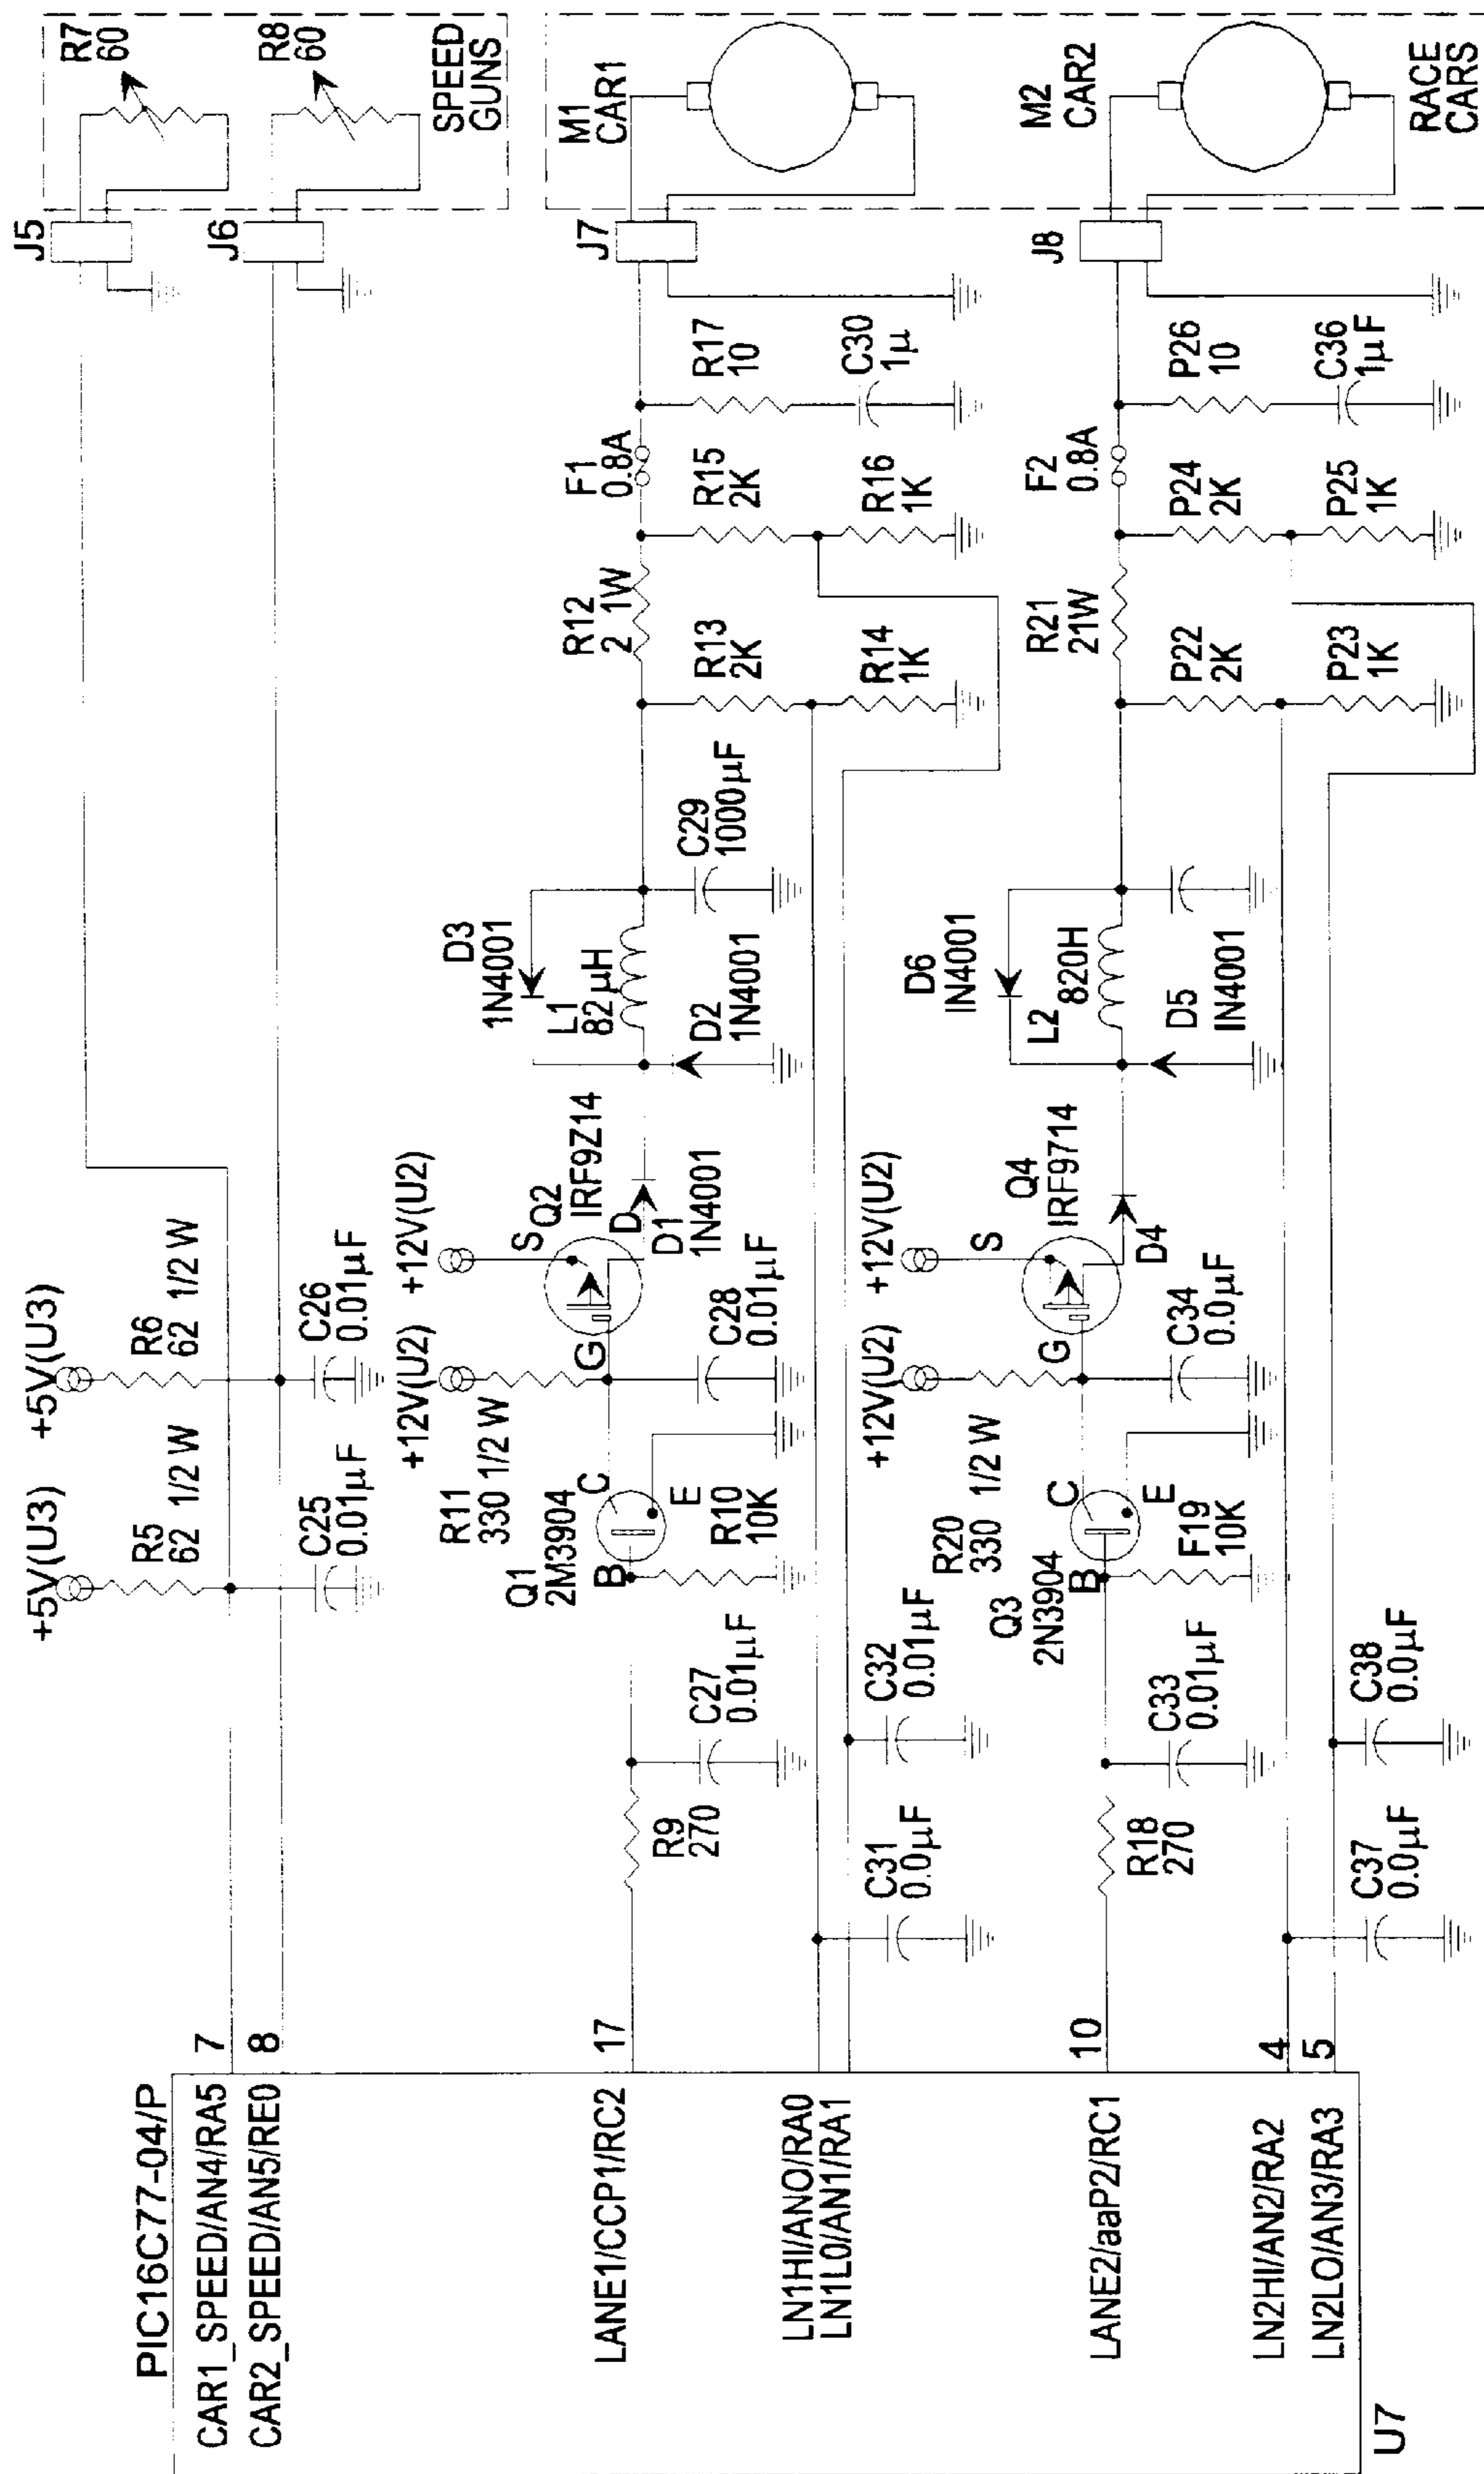 PIC16C77-04/P
CAR1_SPEED/AN4/RA5
CAR2_SPEED/AN5/RE0
LANE1/CCP1/RC2
LN1HI/ANO/RA0
LN1L0/AN1/RA1
LANE2/aaP2/RC1
LN2HI/AN2/RA2
LN2LO/AN3/RA3
U7
7
8
17
10
4
5
+5V(U3)
R5
62 1/2 W
C25
0.01µF
+5V(U3)
R6
62 1/2 W
C26
0.01µF
J5
J6
R7
60
R8
60
SPEED
GUNS
R9
270
C27
0.01µF
Q1
2M3904
B
C
E
R10
10K
+12V(U2)
R11
330 1/2 W
G
C28
0.01µF
+12V(U2)
S
Q2
IRF9Z14
D
D1
1N4001
D3
1N4001
L1
82 µH
D2
1N4001
C29
1000µF
R12
2 1W
R13
2K
R14
1K
F1
0.8A
R15
2K
R16
1K
R17
10
C30
1µ
J7
M1
CAR1
C31
0.0µF
C32
0.01µF
R18
270
C33
0.01µF
Q3
2N3904
B
C
E
F19
10K
+12V(U2)
R20
330 1/2 W
G
C34
0.0µF
+12V(U2)
S
Q4
IRF9714
D4
D6
IN4001
L2
820H
D5
IN4001
R21
21W
P22
2K
P23
1K
F2
0.8A
P24
2K
P25
1K
P26
10
C36
1µF
J8
M2
CAR2
RACE
CARS
C37
0.0µF
C38
0.0µF